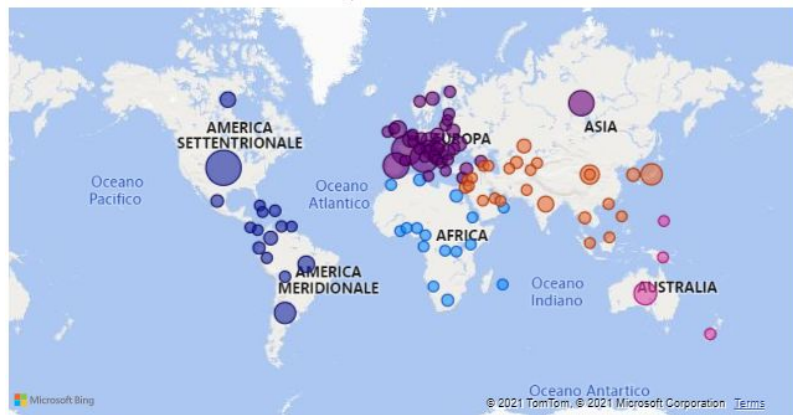 AMERICA
SETTENTRIONALE
EUROPA
ASIA
Oceano
Pacifico
Oceano
Atlantico
AFRICA
AMERICA
MERIDIONALE
Oceano
Indiano
AUSTRALIA
Oceano Antartico
Microsoft Bing
© 2021 TomTom, © 2021 Microsoft Corporation Terms